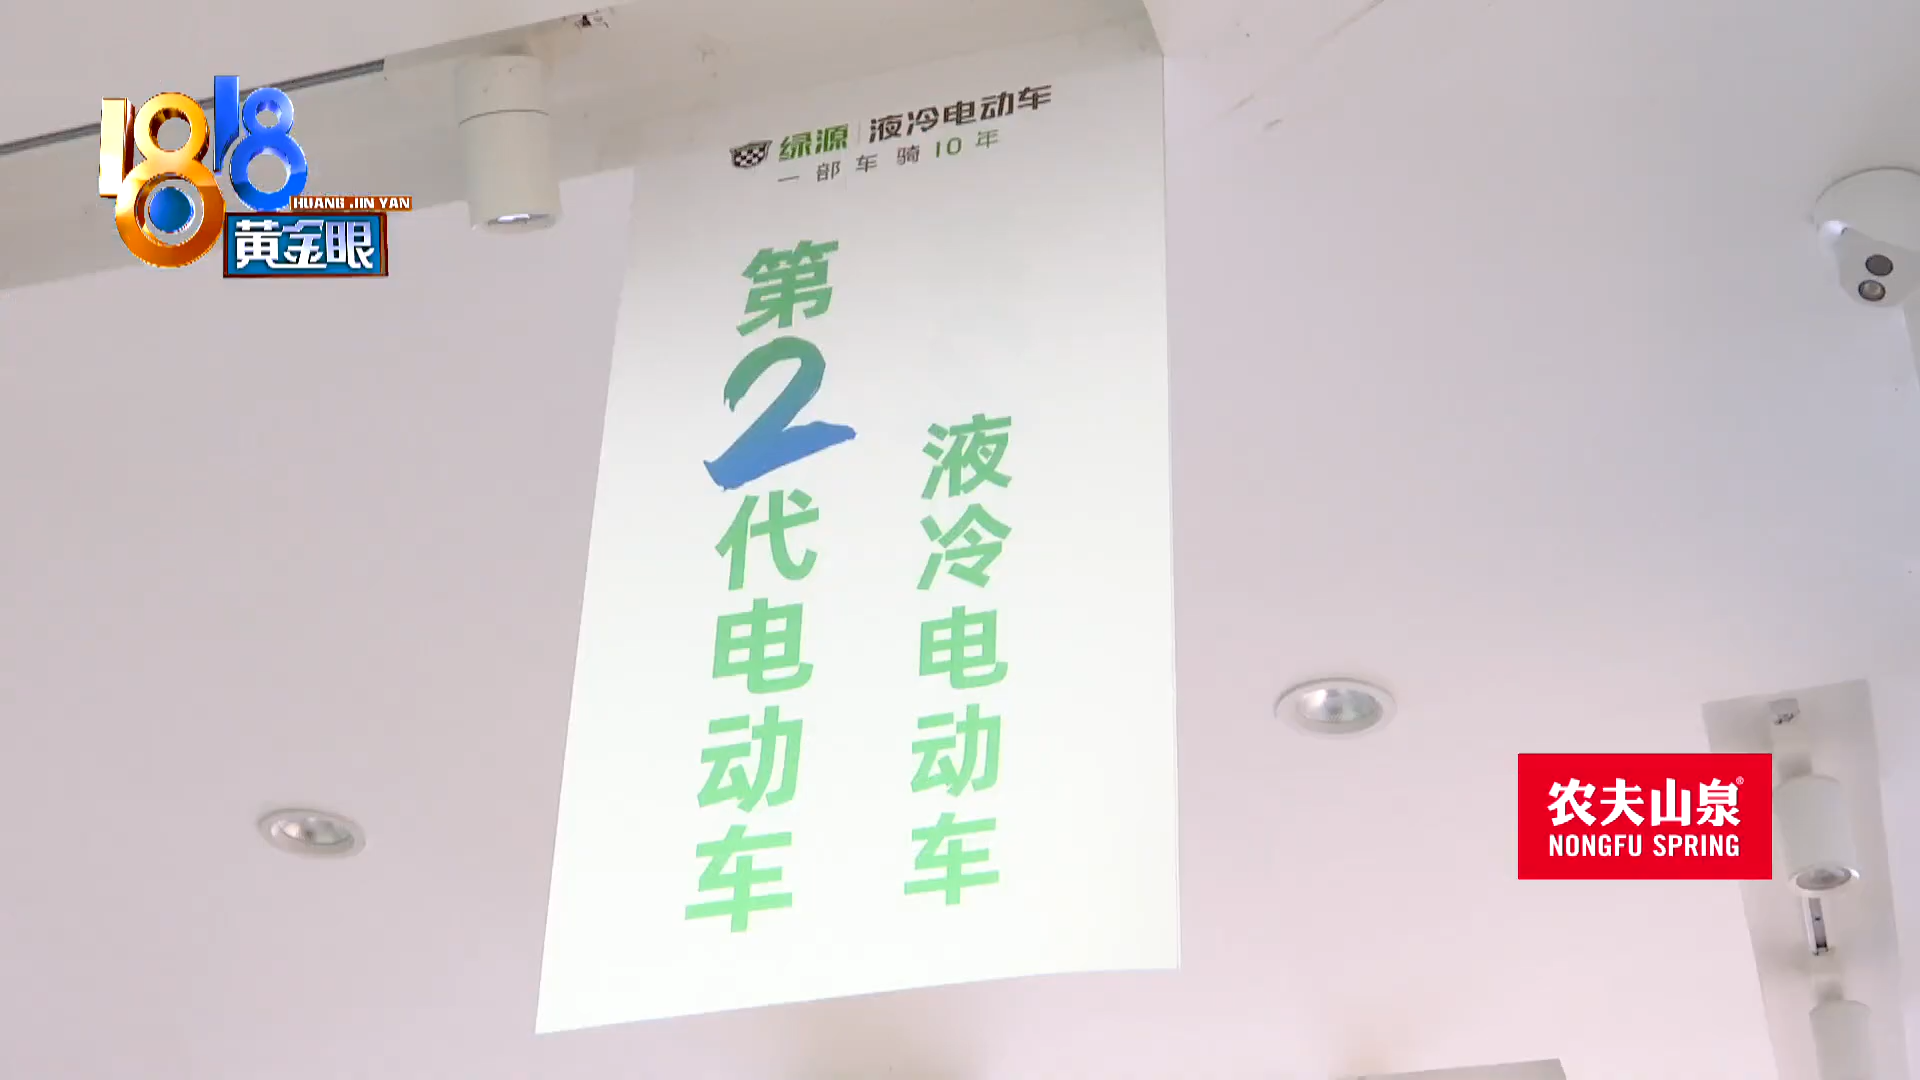 1818
HUANG JIN YAN
黄金眼
绿源 液冷电动车
一部车骑10年
第2代电动车
液冷电动车
农夫山泉®
NONGFU SPRING